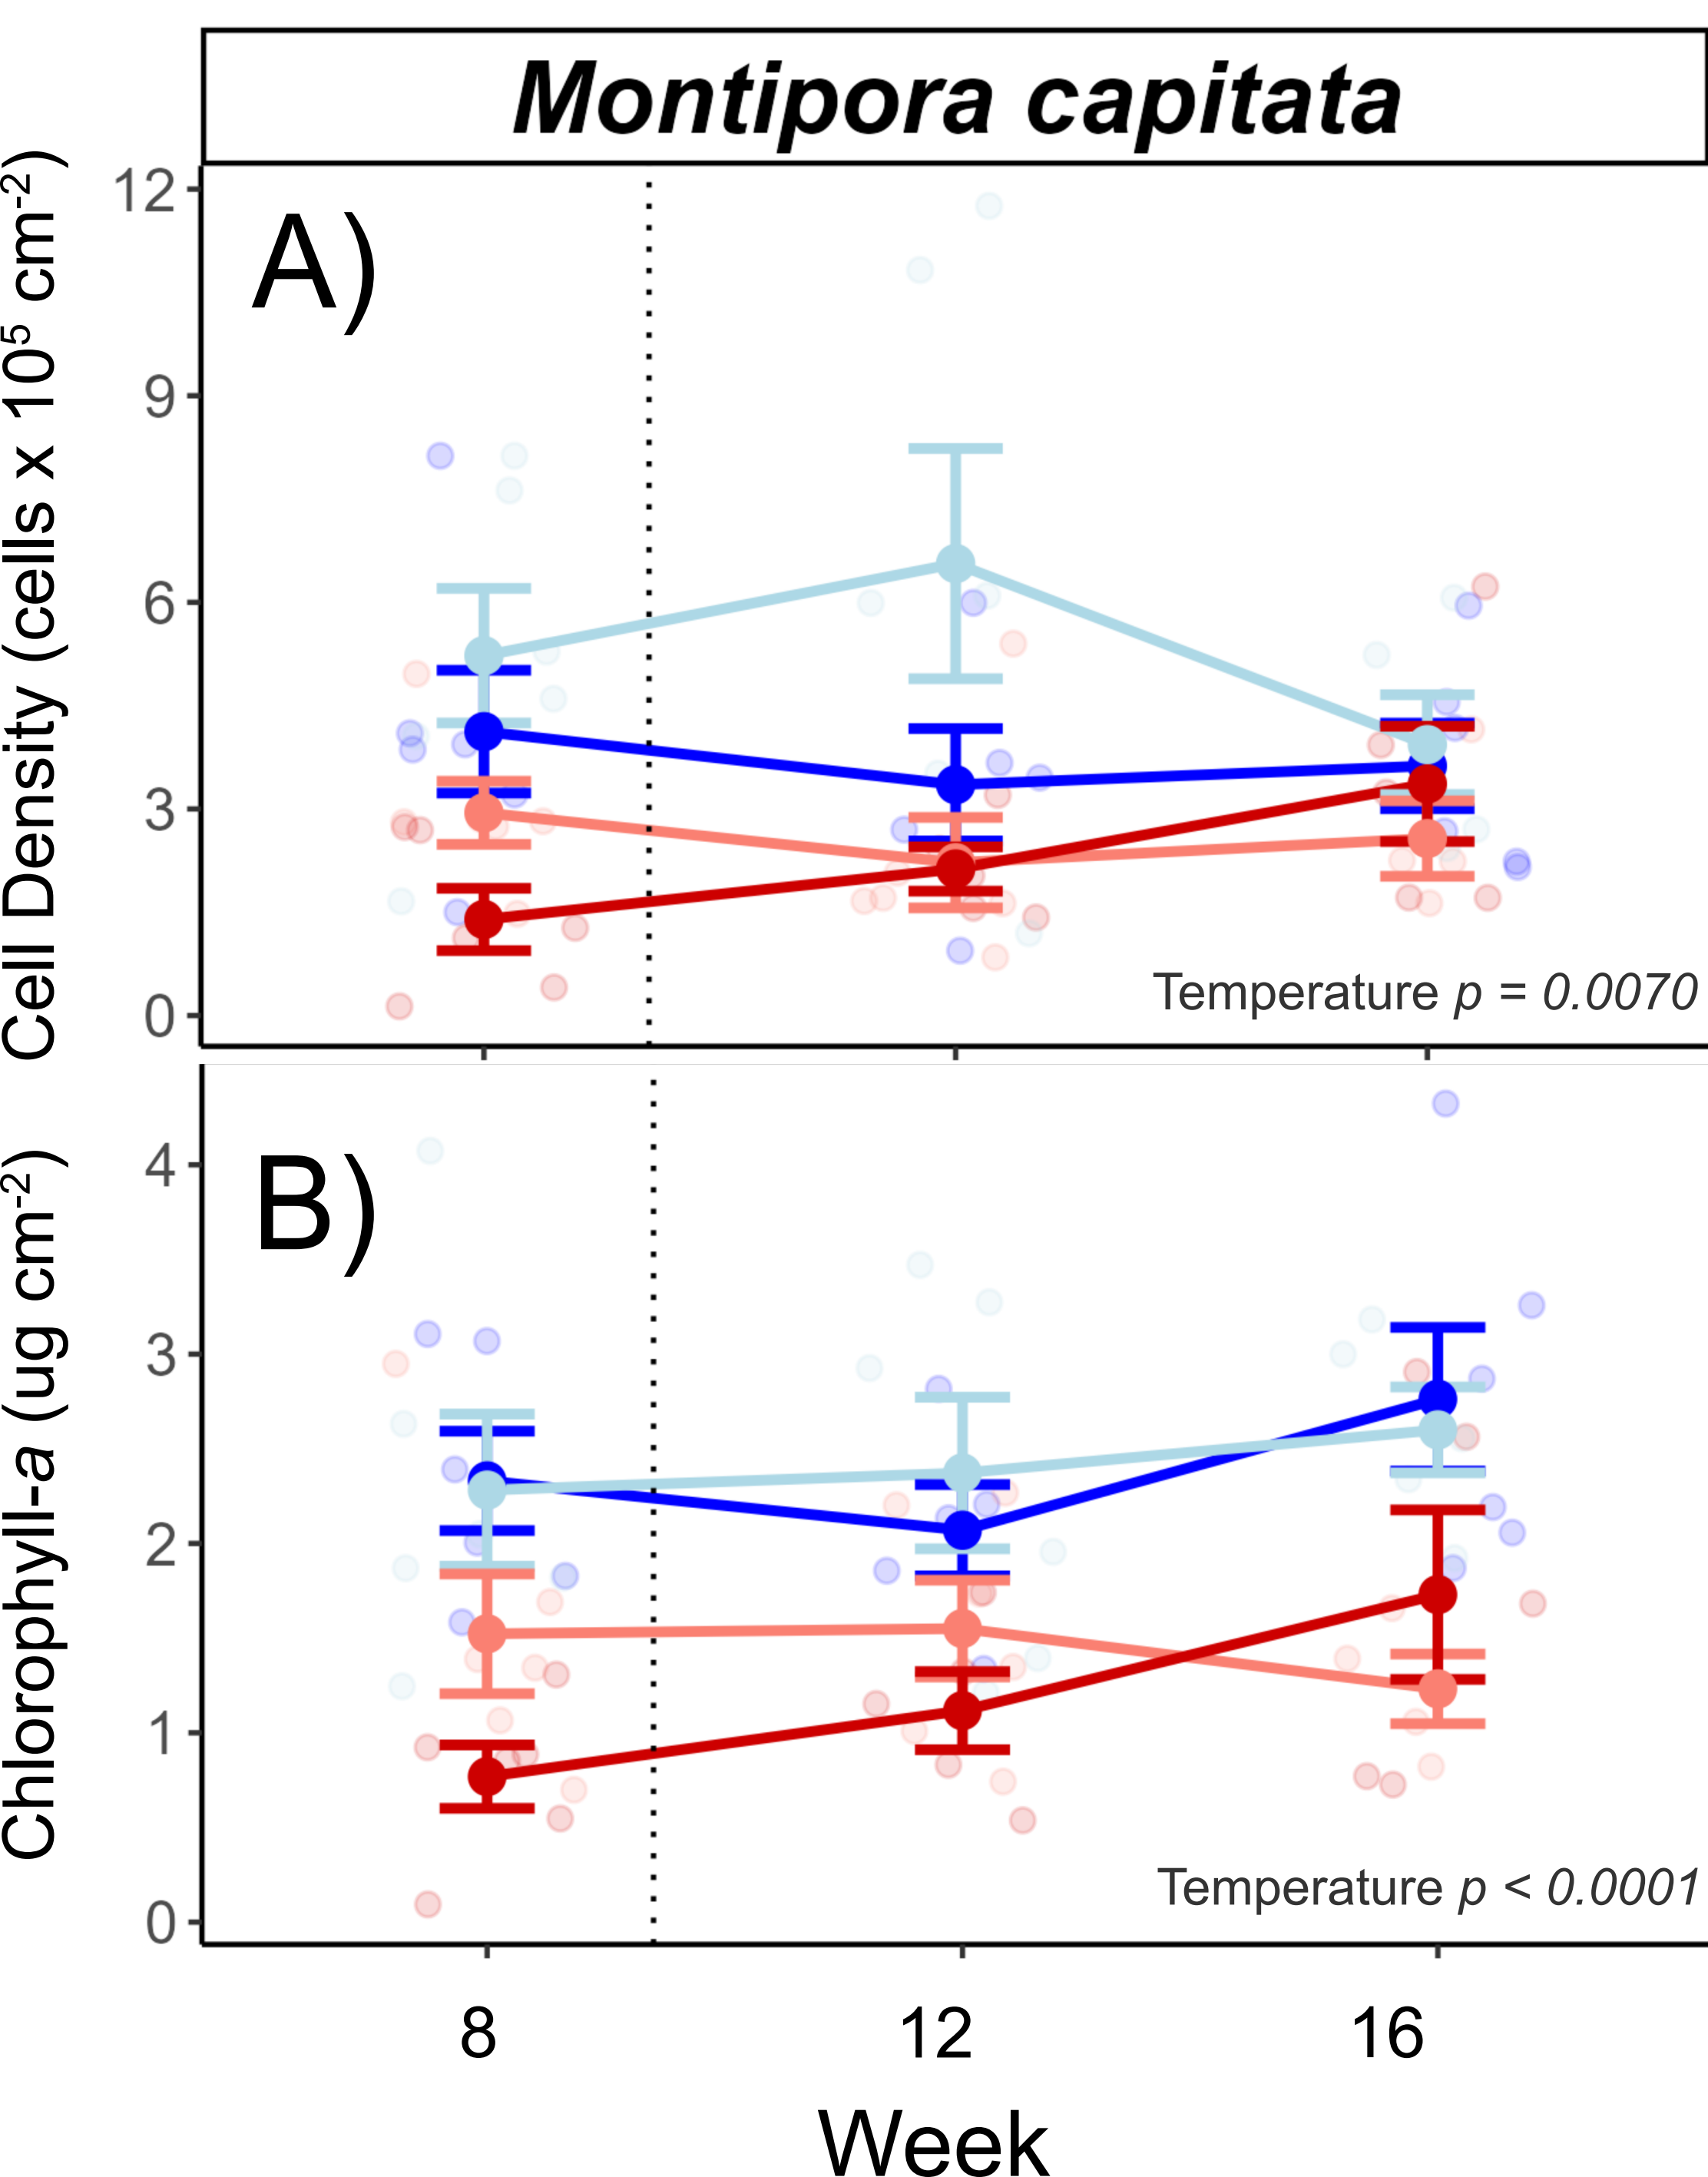 Montipora capitata
Cell Density (cells x 10⁵ cm⁻²)
12
9
6
3
0
A)
Temperature p = 0.0070
Chlorophyll-a (ug cm⁻²)
4
3
2
1
0
B)
Temperature p < 0.0001
8 12 16
Week